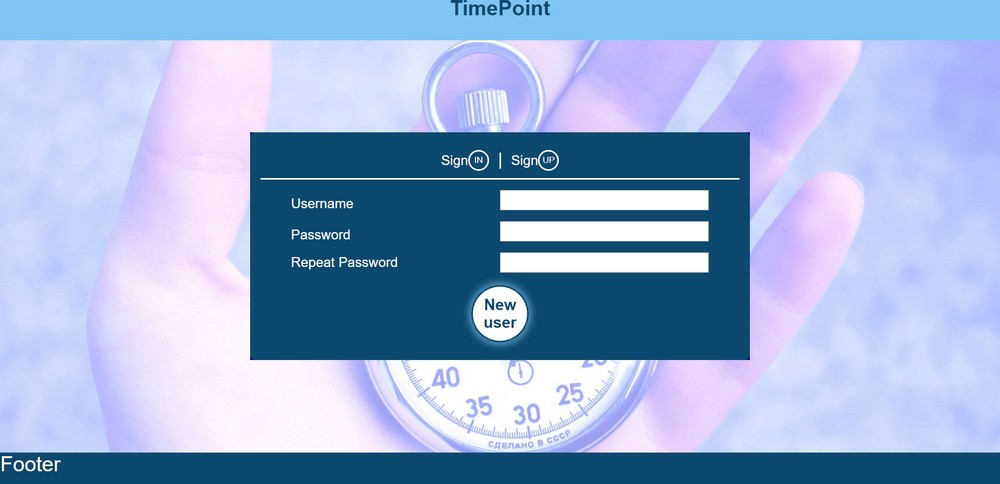 TimePoint
Sign IN | Sign UP
Username
Password
Repeat Password
New
user
40
35
30
25
20
СДЕЛАНО В СССР
Footer